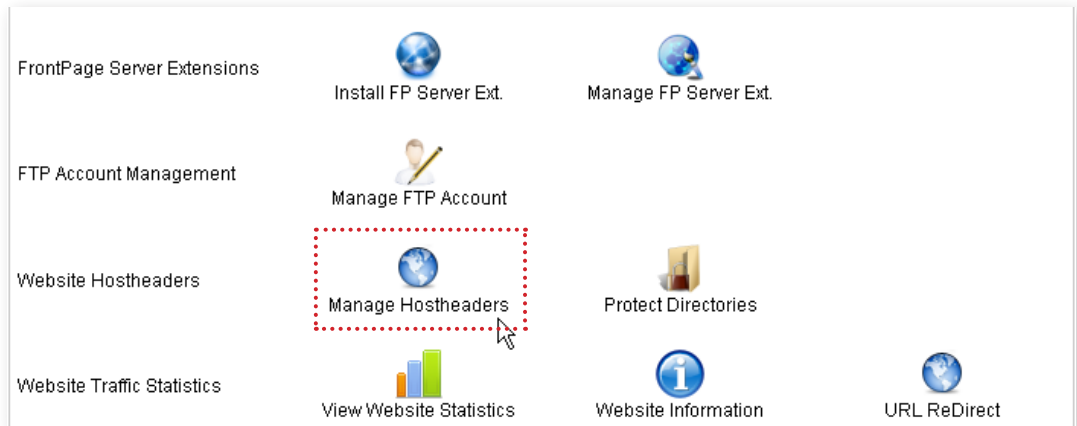 FrontPage Server Extensions
Install FP Server Ext.
Manage FP Server Ext.
FTP Account Management
Manage FTP Account
Website Hostheaders
Manage Hostheaders
Protect Directories
Website Traffic Statistics
View Website Statistics
Website Information
URL ReDirect